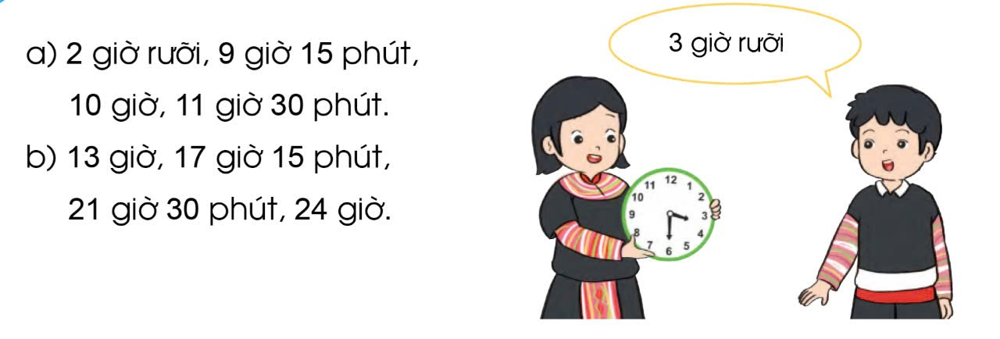 a) 2 giờ rưỡi, 9 giờ 15 phút,
10 giờ, 11 giờ 30 phút.
b) 13 giờ, 17 giờ 15 phút,
21 giờ 30 phút, 24 giờ.
3 giờ rưỡi
12
1
2
3
4
5
6
7
8
9
10
11